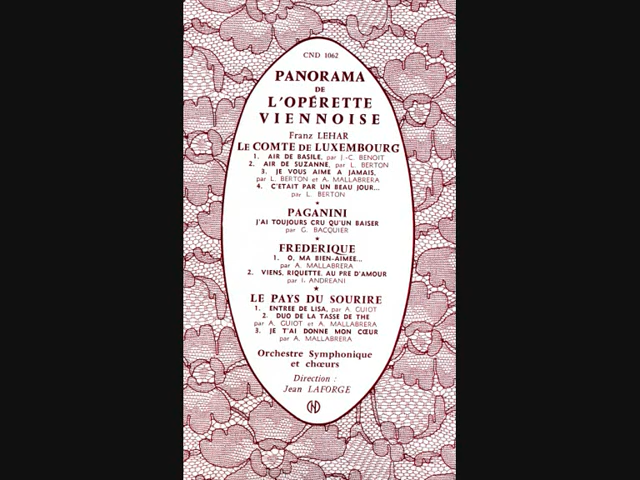 CND 1062
PANORAMA
DE
L'OPÉRETTE
VIENNOISE
Franz LEHAR
LE COMTE DE LUXEMBOURG
1. AIR DE BASILE, par J.-C. BENOIT
2. AIR DE SUZANNE, par L. BERTON
3. JE VOUS AIME A JAMAIS,
par L. BERTON et A. MALLABRERA
4. C'ETAIT PAR UN BEAU JOUR...
par L. BERTON
PAGANINI
J'AI TOUJOURS CRU QU'UN BAISER
par G. BACQUIER
FREDERIQUE
1. O, MA BIEN-AIMEE...
par A. MALLABRERA
2. VIENS, RIQUETTE, AU PRE D'AMOUR
par I. ANDREANI
LE PAYS DU SOURIRE
1. ENTREE DE LISA, par A. GUIOT
2. DUO DE LA TASSE DE THE
par A. GUIOT et A. MALLABRERA
3. JE T'AI DONNE MON CŒUR
par A. MALLABRERA
Orchestre Symphonique
et chœurs
Direction :
Jean LAFORGE